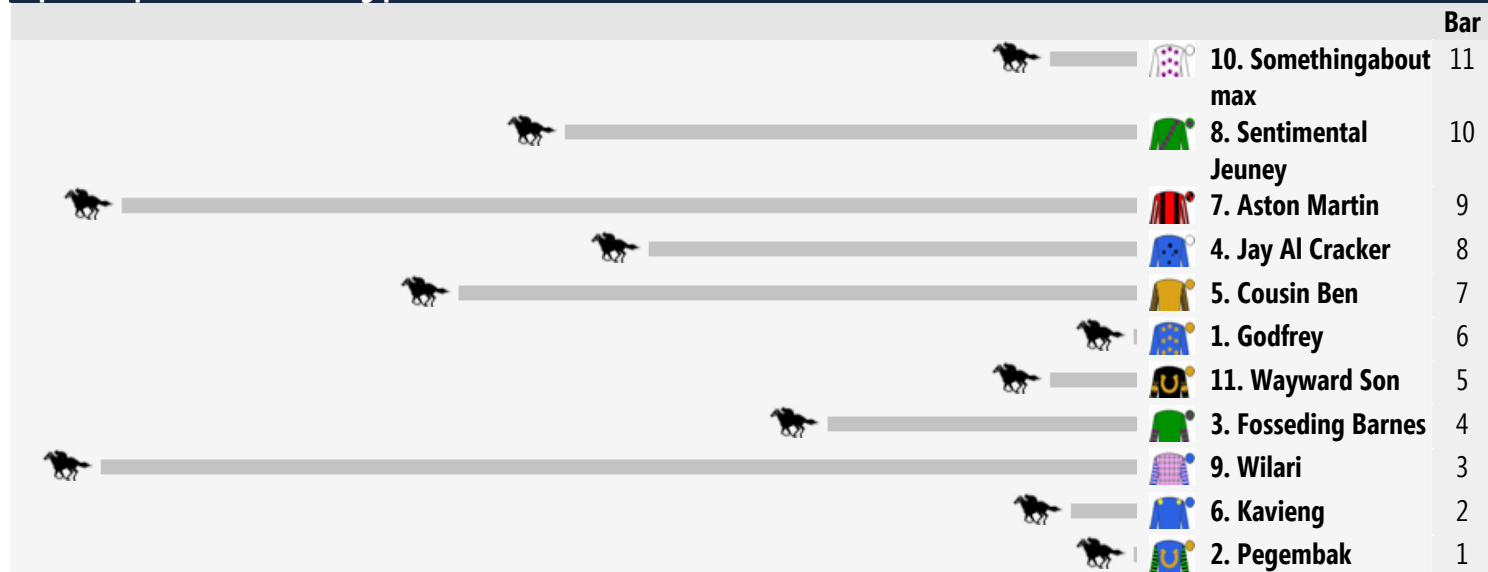 Bar
10. Somethingabout 11
max
8. Sentimental 10
Jeuney
7. Aston Martin 9
4. Jay Al Cracker 8
5. Cousin Ben 7
1. Godfrey 6
11. Wayward Son 5
3. Fosseding Barnes 4
9. Wilari 3
6. Kavieng 2
2. Pegembak 1